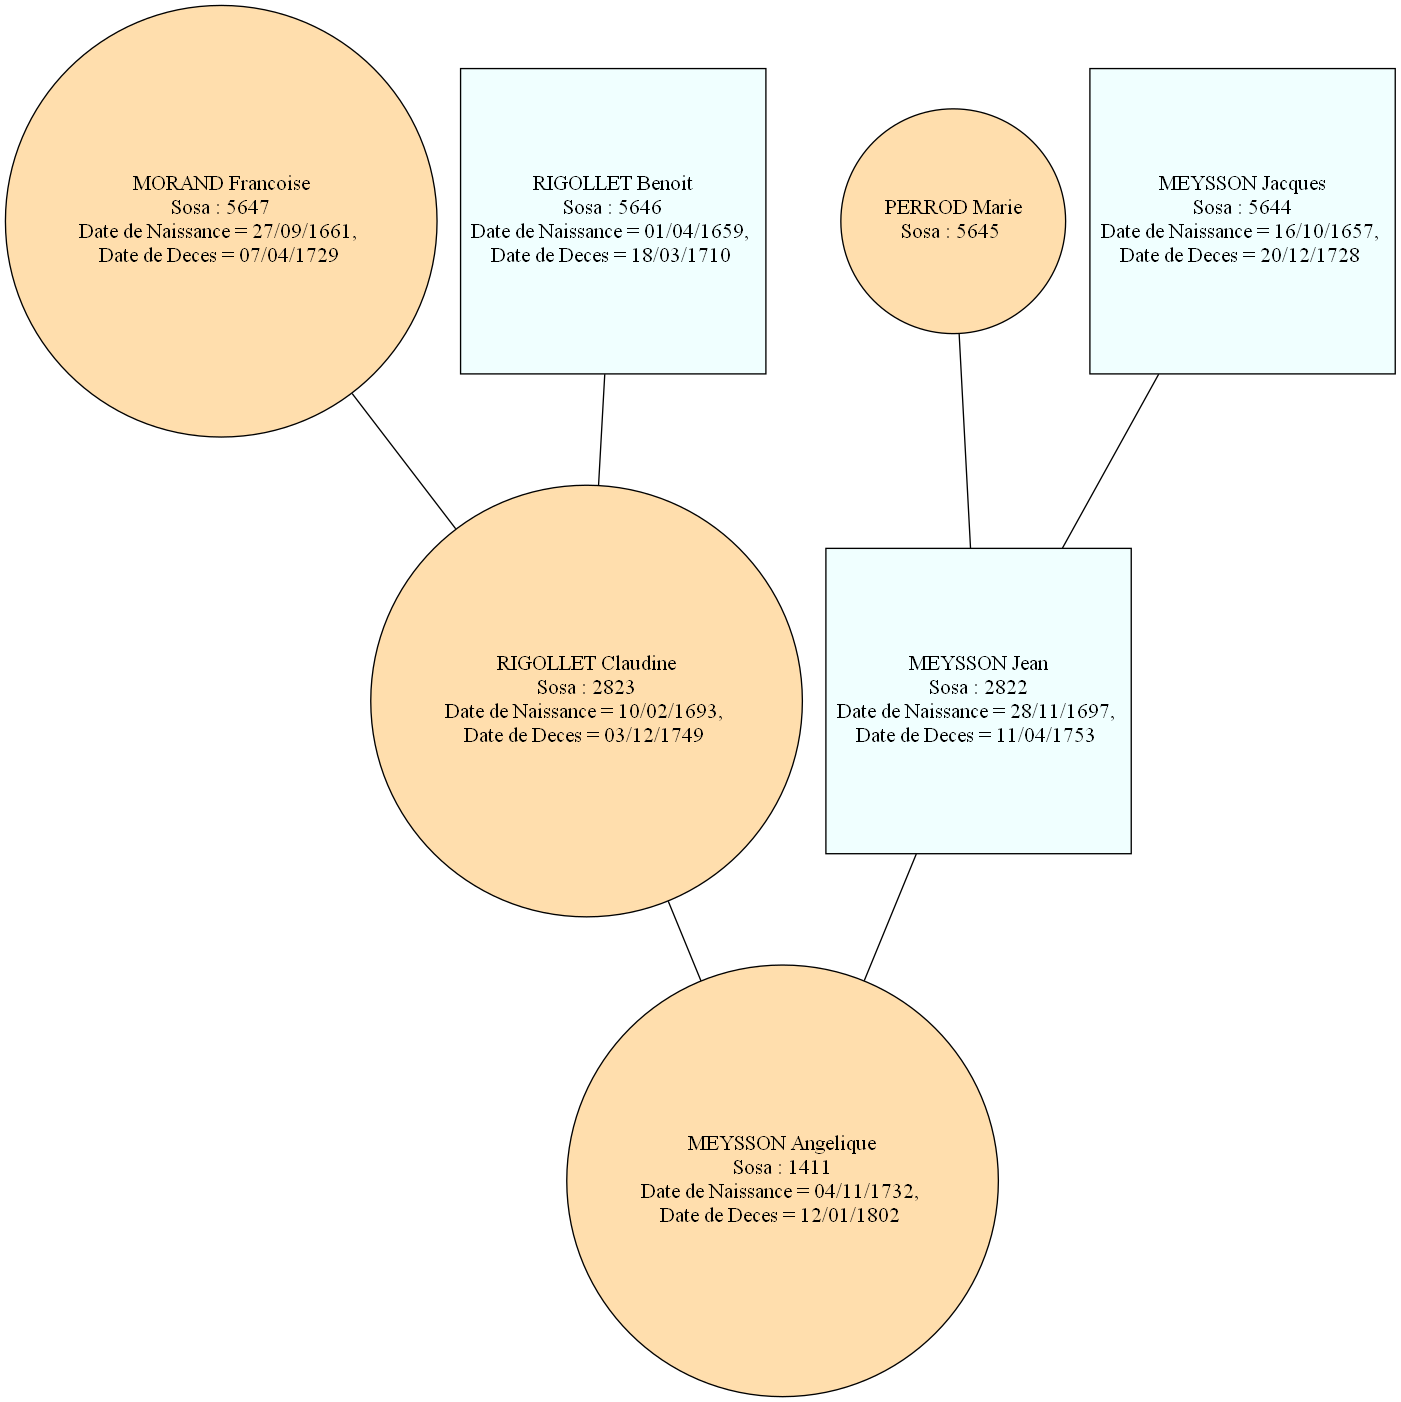 MORAND Francoise
Sosa : 5647
Date de Naissance = 27/09/1661,
Date de Deces = 07/04/1729
RIGOLLET Benoit
Sosa : 5646
Date de Naissance = 01/04/1659,
Date de Deces = 18/03/1710
PERROD Marie
Sosa : 5645
MEYSSON Jacques
Sosa : 5644
Date de Naissance = 16/10/1657,
Date de Deces = 20/12/1728
RIGOLLET Claudine
Sosa : 2823
Date de Naissance = 10/02/1693,
Date de Deces = 03/12/1749
MEYSSON Jean
Sosa : 2822
Date de Naissance = 28/11/1697,
Date de Deces = 11/04/1753
MEYSSON Angelique
Sosa : 1411
Date de Naissance = 04/11/1732,
Date de Deces = 12/01/1802